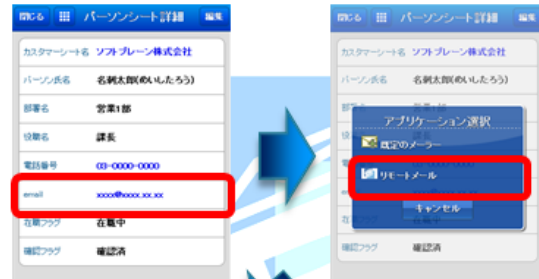 閉じる パーソンシート詳細 編集
カスタマーシート名 ソフトブレーン株式会社
パーソン氏名 名刺太郎(めいしたろう)
部署名 営業1部
役職名 課長
電話番号 03-0000-0000
email xxxx@xxxx.xx.xx
在職フラグ 在職中
確認フラグ 確認済
閉じる パーソンシート詳細 編集
カスタマーシート名 ソフトブレーン株式会社
パーソン氏名 名刺太郎(めいしたろう)
アプリケーション選択
既定のメーラー
リモートメール
キャンセル
在職フラグ 在職中
確認フラグ 確認済